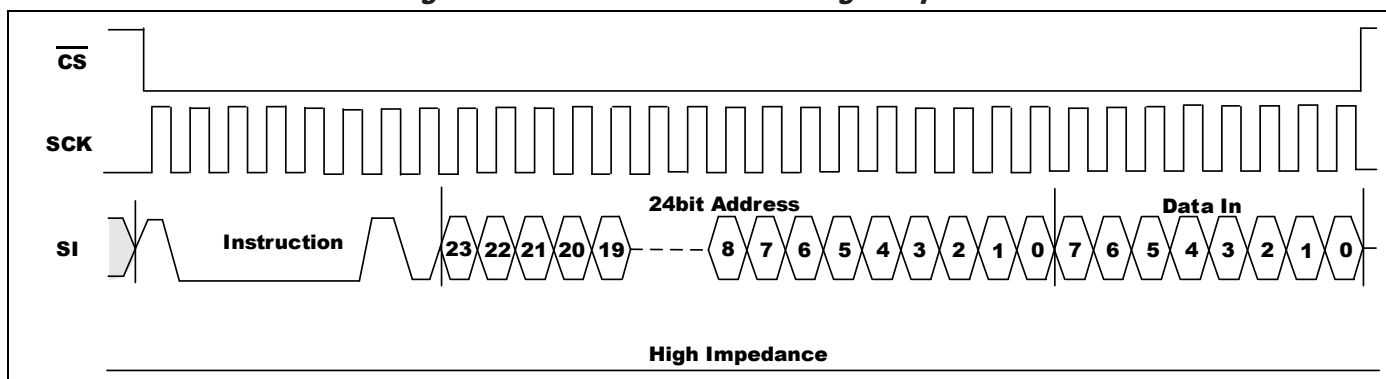 CS
SCK
24bit Address
Data In
SI
Instruction
23 22 21 20 19 8 7 6 5 4 3 2 1 0 7 6 5 4 3 2 1 0
High Impedance